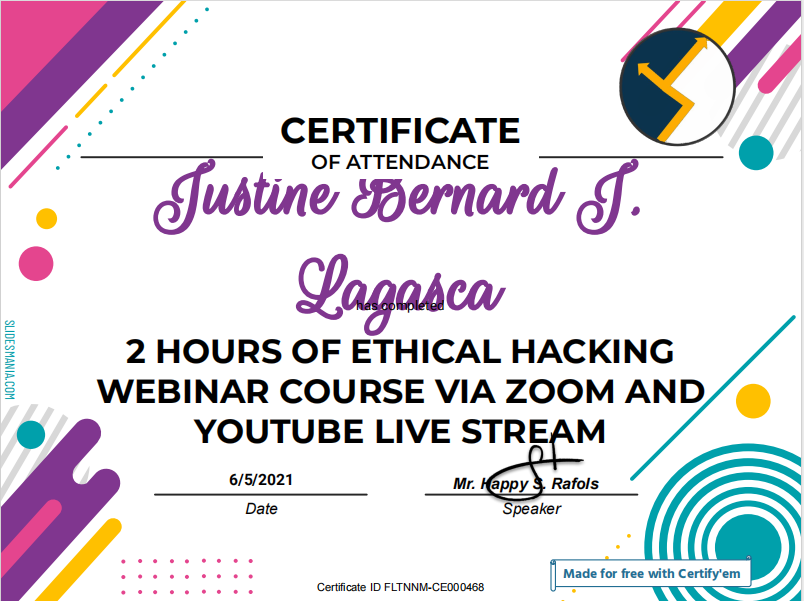 CERTIFICATE
OF ATTENDANCE
Justine Bernard J.
Lagasca
has completed
2 HOURS OF ETHICAL HACKING
WEBINAR COURSE VIA ZOOM AND
YOUTUBE LIVE STREAM
6/5/2021
Mr. Happy S. Rafols
Date
Speaker
SLIDESMANIA.COM
Certificate ID FLTNNM-CE000468
Made for free with Certify'em